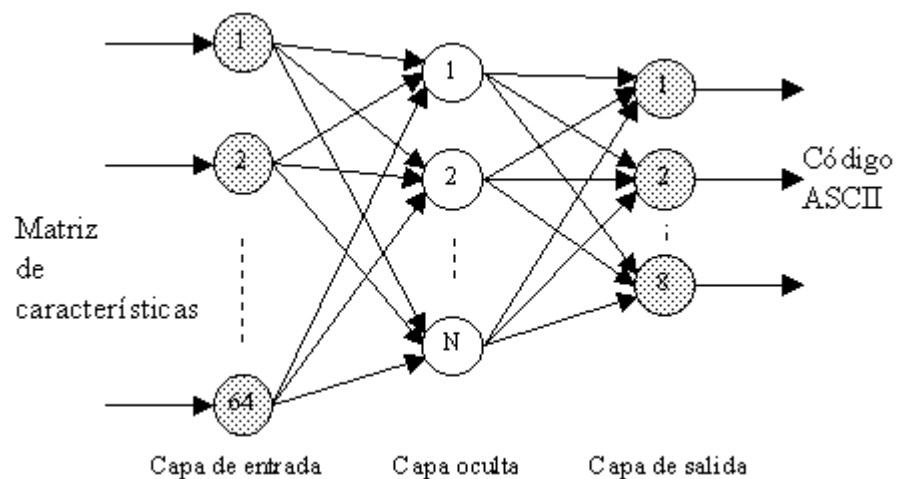 Matriz
de
características
1
2
64
1
2
N
1
2
8
Código
ASCII
Capa de entrada
Capa oculta
Capa de salida